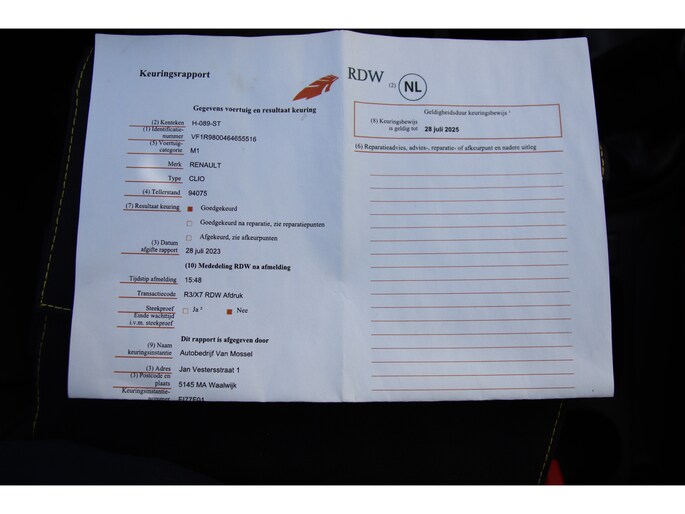 Keuringsrapport
RDW
(2) NL
Gegevens voertuig en resultaat keuring
(2) Kenteken H-089-ST
(1) Identificatie-
nummer VF1R9800464655516
(5) Voertuig-
categorie M1
Merk RENAULT
Type CLIO
(4) Tellerstand 94075
(7) Resultaat keuring Goedgekeurd
Goedgekeurd na reparatie, zie reparatiepunten
Afgekeurd, zie afkeurpunten
(3) Datum
afgifte rapport 28 juli 2023
(10) Mededeling RDW na afmelding
Tijdstip afmelding 15:48
Transactiecode R3/X7 RDW Afdruk
Steekproef Ja Nee
Einde wachttijd
i.v.m. steekproef
Dit rapport is afgegeven door
(9) Naam
keuringsinstantie Autobedrijf Van Mossel
(3) Adres Jan Vestersstraat 1
(3) Postcode en
plaats 5145 MA Waalwijk
Keuringsinstantie-
Geldigheidsduur keuringsbewijs
(8) Keuringsbewijs
is geldig tot 28 juli 2025
(6) Reparatieadvies, advies-, reparatie- of afkeurpunt en nadere uitleg